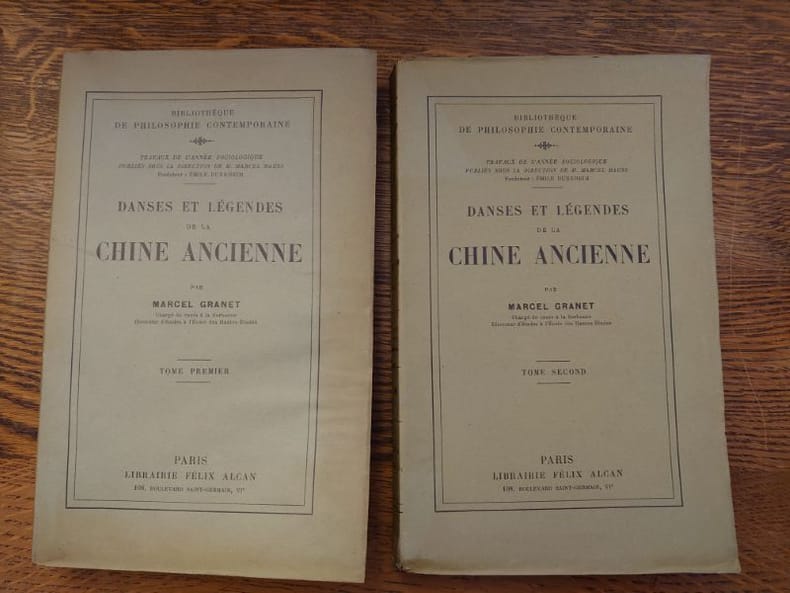 BIBLIOTHÈQUE
DE PHILOSOPHIE CONTEMPORAINE
TRAVAUX DE L'ANNÉE SOCIOLOGIQUE
PUBLIÉS SOUS LA DIRECTION DE M. MARCEL MAUSS
Fondateur : ÉMILE DURKHEIM
DANSES ET LÉGENDES
DE LA
CHINE ANCIENNE
PAR
MARCEL GRANET
Chargé de cours à la Sorbonne
Directeur d'études à l'École des Hautes Études
TOME PREMIER
PARIS
LIBRAIRIE FÉLIX ALCAN
108, BOULEVARD SAINT-GERMAIN, VIᵉ
BIBLIOTHÈQUE
DE PHILOSOPHIE CONTEMPORAINE
TRAVAUX DE L'ANNÉE SOCIOLOGIQUE
PUBLIÉS SOUS LA DIRECTION DE M. MARCEL MAUSS
Fondateur : ÉMILE DURKHEIM
DANSES ET LÉGENDES
DE LA
CHINE ANCIENNE
PAR
MARCEL GRANET
Chargé de cours à la Sorbonne
Directeur d'études à l'École des Hautes Études
TOME SECOND
PARIS
LIBRAIRIE FÉLIX ALCAN
108, BOULEVARD SAINT-GERMAIN, VIᵉ